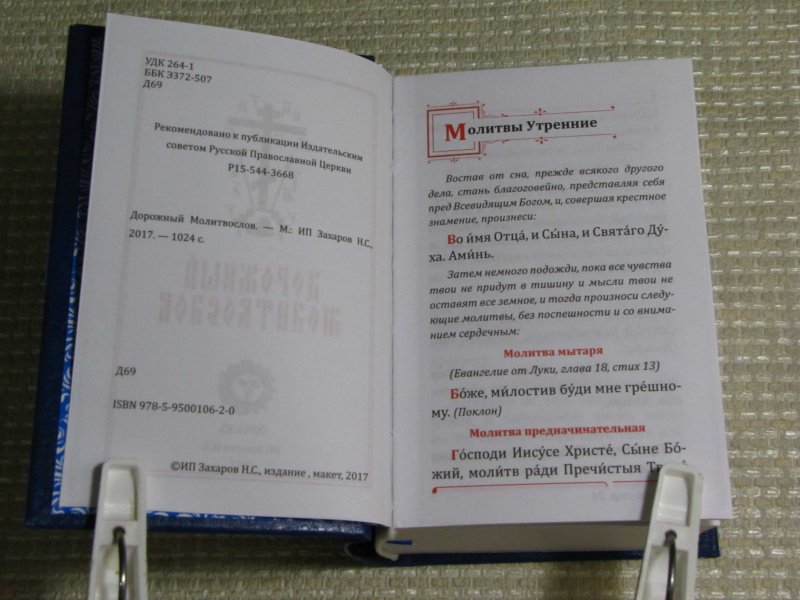 УДК 264-1
ББК Э372-507
Д69
Рекомендовано к публикации Издательским
советом Русской Православной Церкви
Р15-544-3668
Дорожный Молитвослов. — М.: ИП Захаров Н.С.,
2017. — 1024 с.
Д69
ISBN 978-5-9500106-2-0
©ИП Захаров Н.С., издание , макет, 2017
Молитвы Утренние
Востав от сна, прежде всякого другого
дела, стань благоговейно, представляя себя
пред Всевидящим Богом, и, совершая крестное
знамение, произнеси:
Во и́мя Отца́, и Сы́на, и Свята́го Ду́-
ха. Ами́нь.
Затем немного подожди, пока все чувства
твои не придут в тишину и мысли твои не
оставят все земное, и тогда произноси следу-
ющие молитвы, без поспешности и со внима-
нием сердечным:
Молитва мытаря
(Евангелие от Луки, глава 18, стих 13)
Бо́же, ми́лостив бу́ди мне гре́шно-
му. (Поклон)
Молитва предначинательная
Го́споди Иису́се Христе́, Сы́не Бо́-
жий, моли́тв ра́ди Пречи́стыя